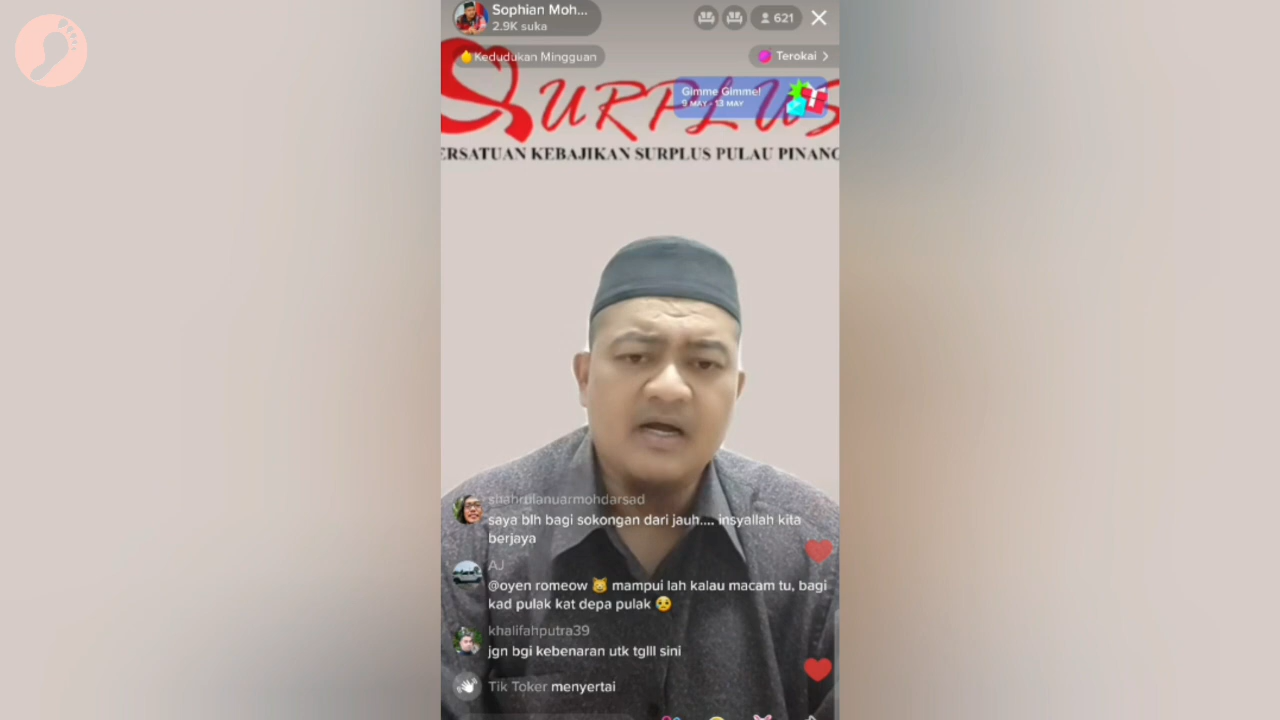 Sophian Moh...
2.9K suka
621
Kedudukan Mingguan
Terokai
Gimme Gimme!
9 MAY - 13 MAY
SURPLUS
ERSATUAN KEBAJIKAN SURPLUS PULAU PINANG
shahrulanuarmohdarsad
saya blh bagi sokongan dari jauh.... insyallah kita
berjaya
AJ
@oyen romeow 😸 mampui lah kalau macam tu, bagi
kad pulak kat depa pulak 😥
khalifahputra39
jgn bgi kebenaran utk tglll sini
Tik Toker menyertai